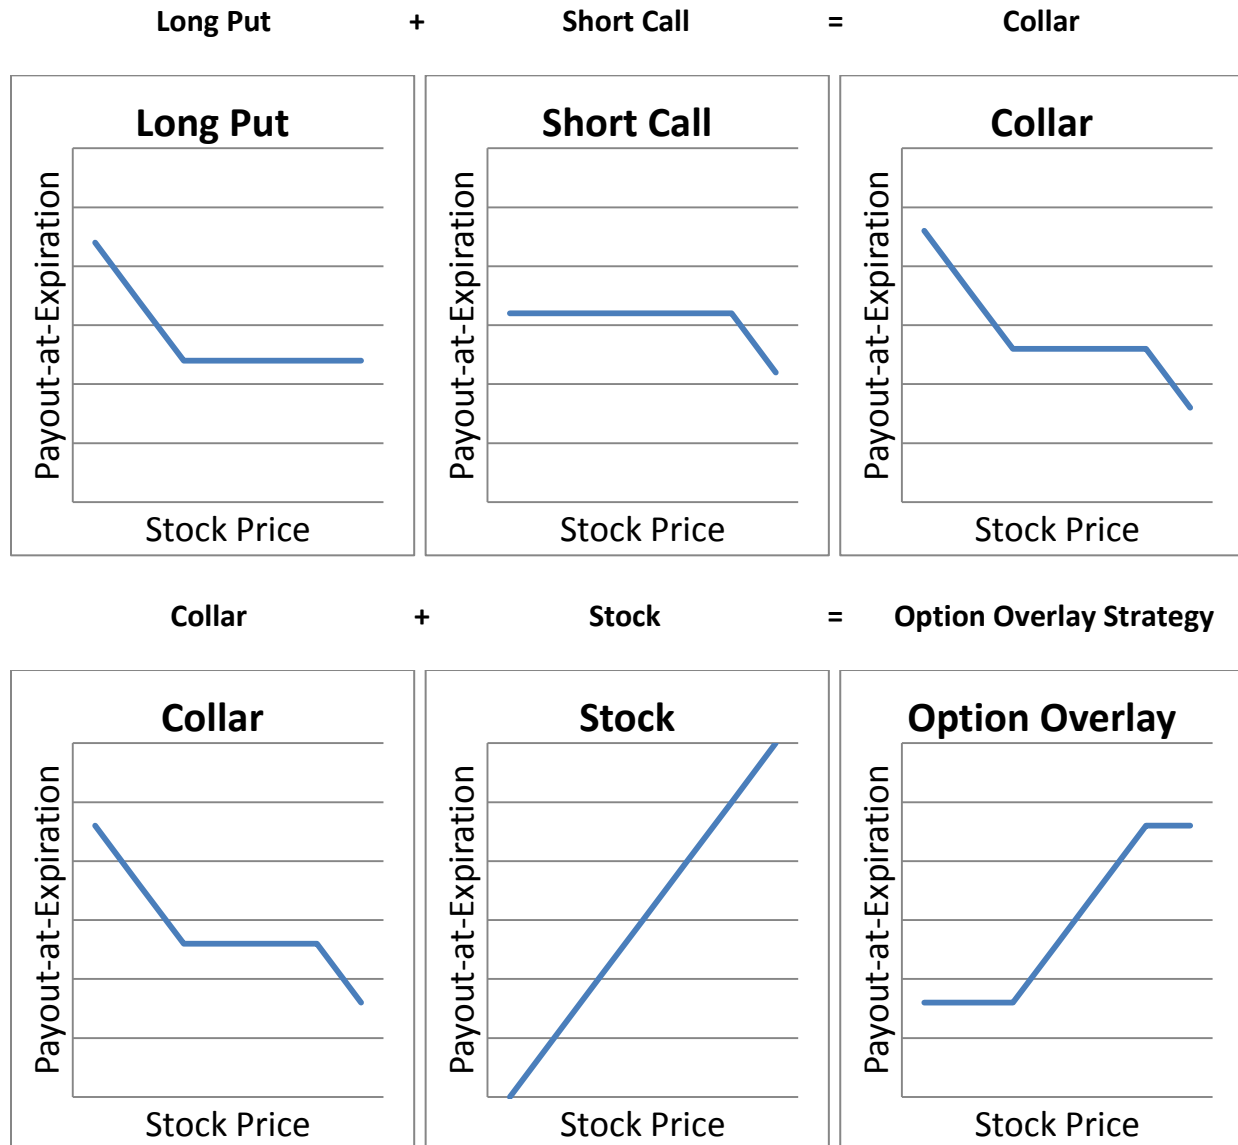 Long Put + Short Call = Collar
Long Put
Payout-at-Expiration
Stock Price
Short Call
Payout-at-Expiration
Stock Price
Collar
Payout-at-Expiration
Stock Price
Collar + Stock = Option Overlay Strategy
Collar
Payout-at-Expiration
Stock Price
Stock
Payout-at-Expiration
Stock Price
Option Overlay
Payout-at-Expiration
Stock Price